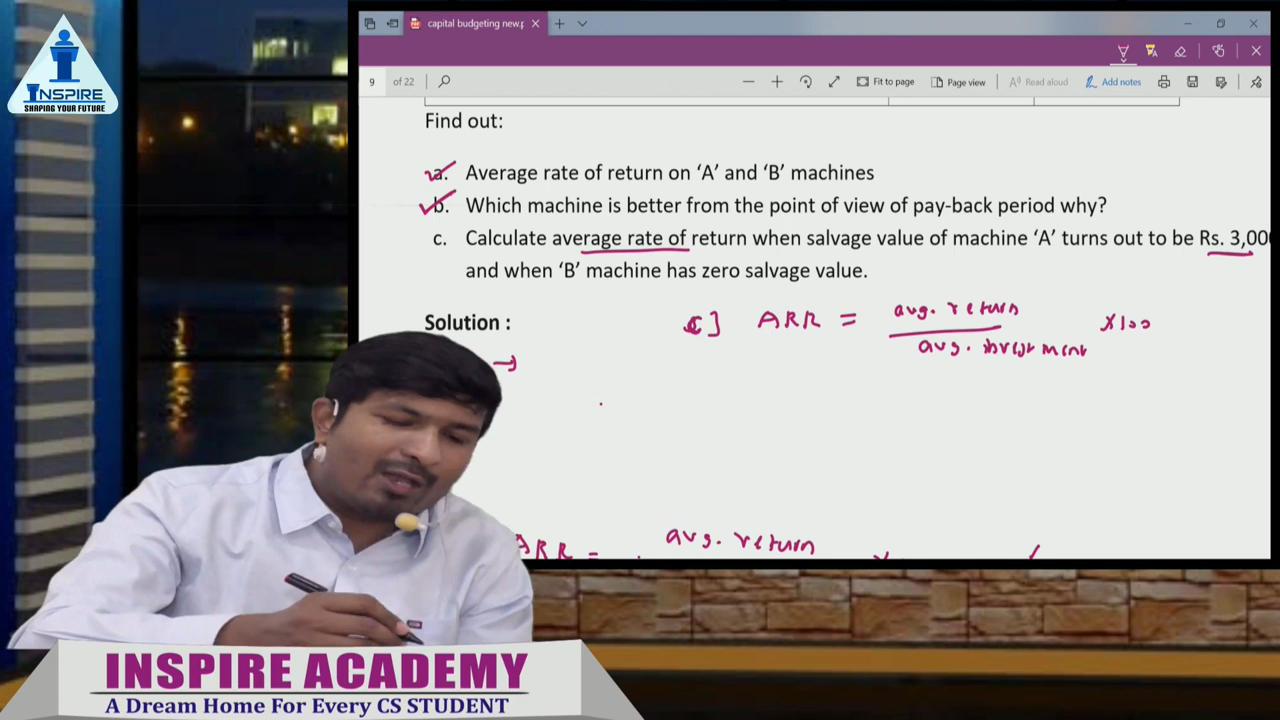 INSPIRE
SHAPING YOUR FUTURE
capital budgeting new.p
9 of 22
Fit to page
Page view
Read aloud
Add notes
Find out:
a. Average rate of return on ‘A’ and ‘B’ machines
b. Which machine is better from the point of view of pay-back period why?
c. Calculate average rate of return when salvage value of machine ‘A’ turns out to be Rs. 3,000
and when ‘B’ machine has zero salvage value.
Solution :
c] ARR = avg. return
avg. investment
x100
ARR = avg. return
INSPIRE ACADEMY
A Dream Home For Every CS STUDENT